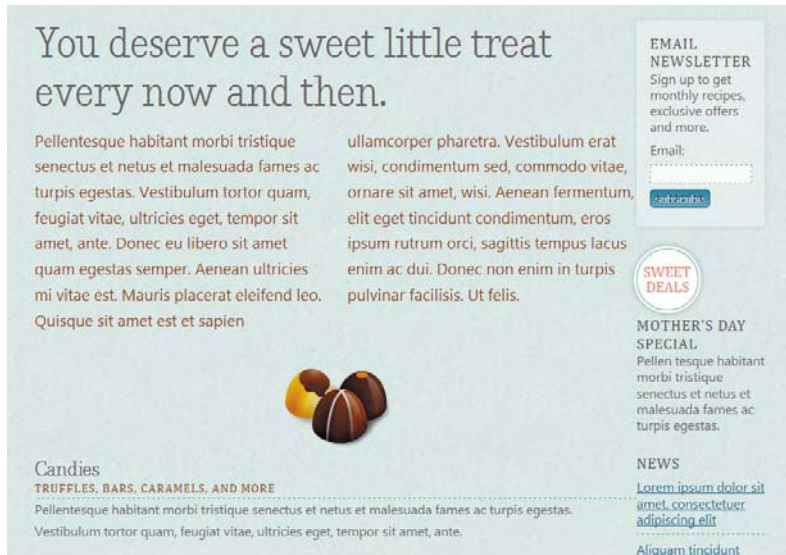 You deserve a sweet little treat
every now and then.
Pellentesque habitant morbi tristique
senectus et netus et malesuada fames ac
turpis egestas. Vestibulum tortor quam,
feugiat vitae, ultricies eget, tempor sit
amet, ante. Donec eu libero sit amet
quam egestas semper. Aenean ultricies
mi vitae est. Mauris placerat eleifend leo.
Quisque sit amet est et sapien
ullamcorper pharetra. Vestibulum erat
wisi, condimentum sed, commodo vitae,
ornare sit amet, wisi. Aenean fermentum,
elit eget tincidunt condimentum, eros
ipsum rutrum orci, sagittis tempus lacus
enim ac dui. Donec non enim in turpis
pulvinar facilisis. Ut felis.
Candies
TRUFFLES, BARS, CARAMELS, AND MORE
Pellentesque habitant morbi tristique senectus et netus et malesuada fames ac turpis egestas.
Vestibulum tortor quam, feugiat vitae, ultricies eget, tempor sit amet, ante.
EMAIL
NEWSLETTER
Sign up to get
monthly recipes,
exclusive offers
and more.
Email:
subscribe
SWEET
DEALS
MOTHER'S DAY
SPECIAL
Pellen tesque habitant
morbi tristique
senectus et netus et
malesuada fames ac
turpis egestas.
NEWS
Lorem ipsum dolor sit
amet, consectetuer
adipiscing elit
Aliquam tincidunt